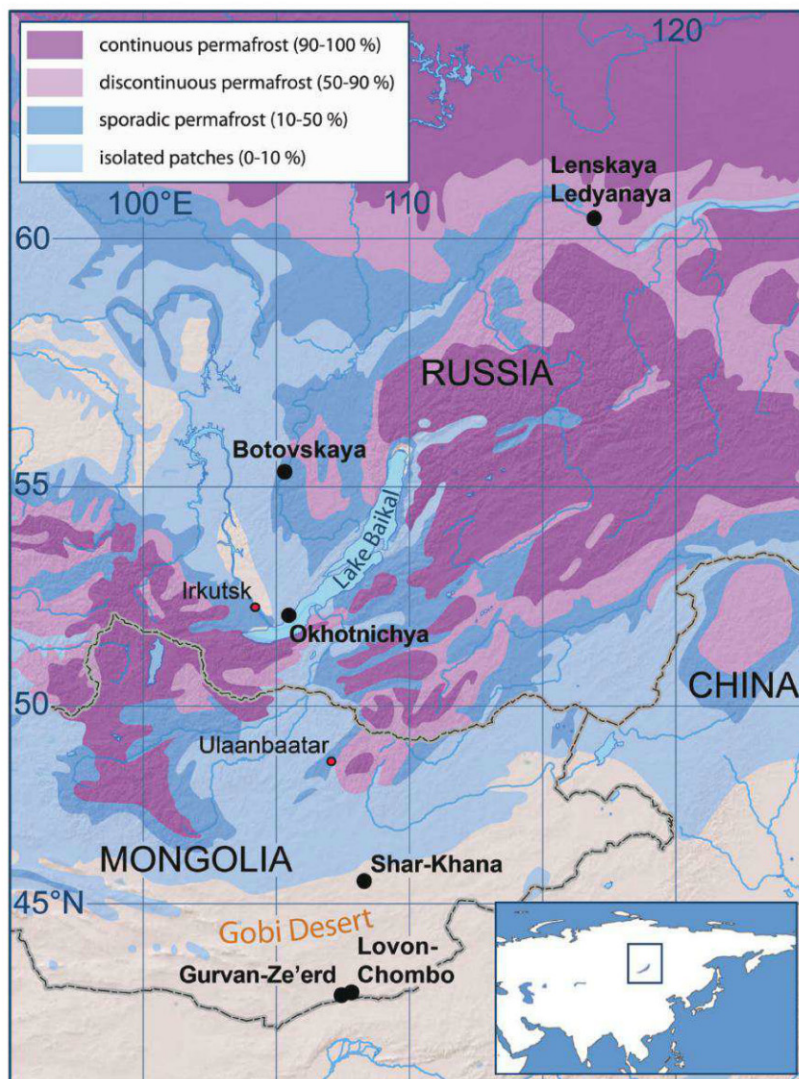 continuous permafrost (90-100 %)
discontinuous permafrost (50-90 %)
sporadic permafrost (10-50 %)
isolated patches (0-10 %)
120
100°E
110
Lenskaya
Ledyanaya
60
RUSSIA
Botovskaya
55
Lake Baikal
Irkutsk
Okhotnichya
50
CHINA
Ulaanbaatar
MONGOLIA
Shar-Khana
45°N
Gobi Desert
Lovon-
Chombo
Gurvan-Ze'erd